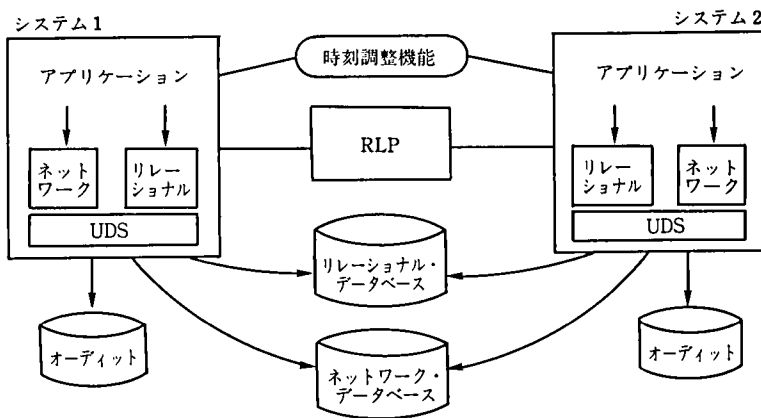 システム1
システム2
時刻調整機能
アプリケーション
アプリケーション
RLP
ネット
ワーク
リレー
ショナル
リレー
ショナル
ネット
ワーク
UDS
UDS
リレーショナル・
データベース
オーディット
オーディット
ネットワーク・
データベース